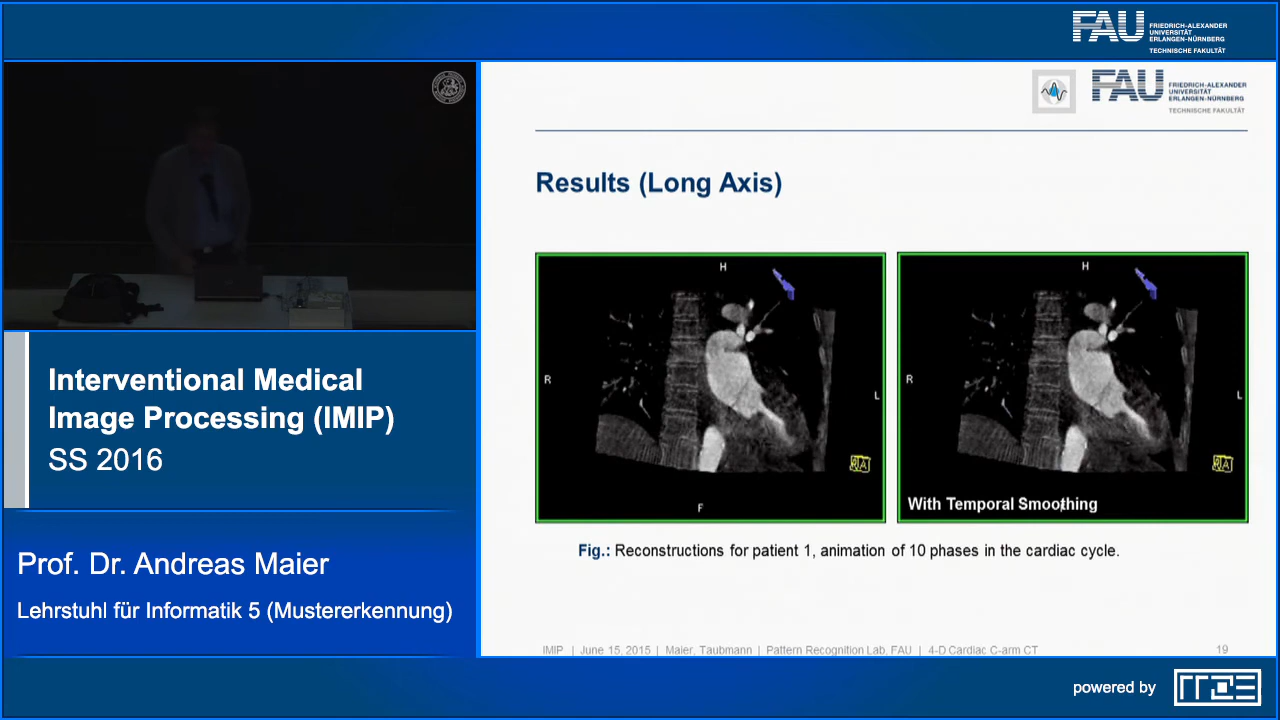 FAU
FRIEDRICH-ALEXANDER
UNIVERSITÄT
ERLANGEN-NÜRNBERG
TECHNISCHE FAKULTÄT
FAU
FRIEDRICH-ALEXANDER
UNIVERSITÄT
ERLANGEN-NÜRNBERG
TECHNISCHE FAKULTÄT
Results (Long Axis)
H
R
L
F
H
R
L
With Temporal Smoothing
Fig.: Reconstructions for patient 1, animation of 10 phases in the cardiac cycle.
IMIP | June 15, 2015 | Maier, Taubmann | Pattern Recognition Lab, FAU | 4-D Cardiac C-arm CT
19
Interventional Medical
Image Processing (IMIP)
SS 2016
Prof. Dr. Andreas Maier
Lehrstuhl für Informatik 5 (Mustererkennung)
powered by